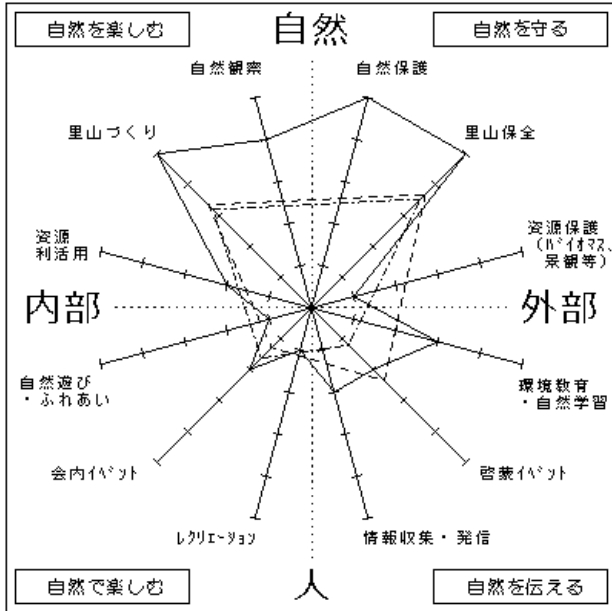 自然を楽しむ
自然
自然を守る
自然観察
自然保護
里山づくり
里山保全
資源
利活用
資源保護
(ﾊﾞｲｵﾏｽ、
景観等)
内部
外部
自然遊び
・ふれあい
環境教育
・自然学習
会内ｲﾍﾞﾝﾄ
啓蒙ｲﾍﾞﾝﾄ
ﾚｸﾘｴｰｼｮﾝ
情報収集・発信
自然で楽しむ
人
自然を伝える